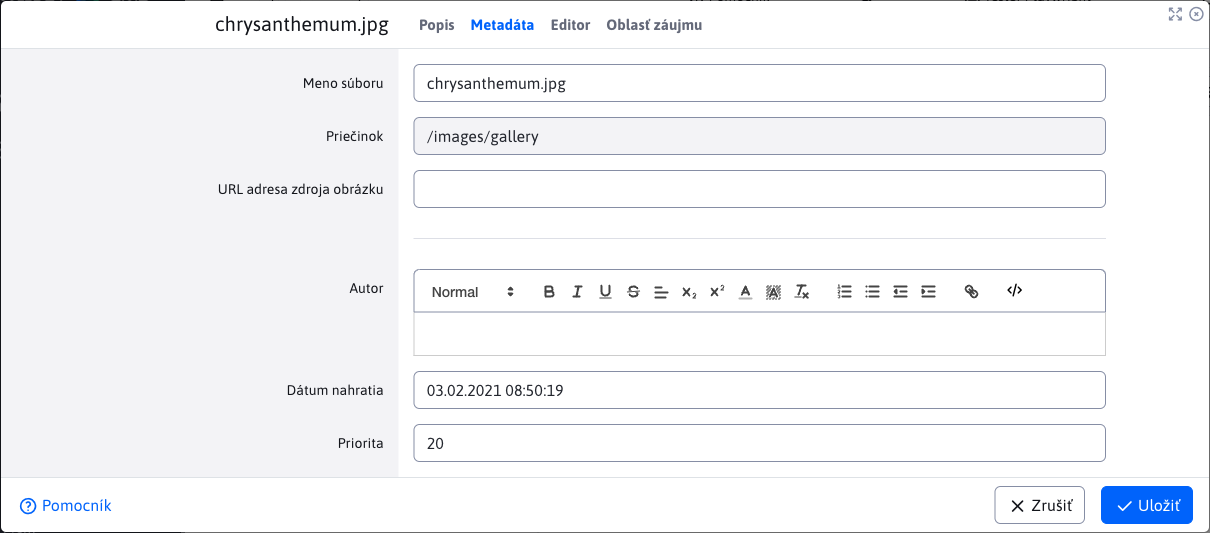 chrysanthemum.jpg Popis Metadáta Editor Oblasť záujmu
Meno súboru chrysanthemum.jpg
Priečinok /images/gallery
URL adresa zdroja obrázku
Autor Normal
Dátum nahratia 03.02.2021 08:50:19
Priorita 20
Pomocník Zrušiť Uložiť